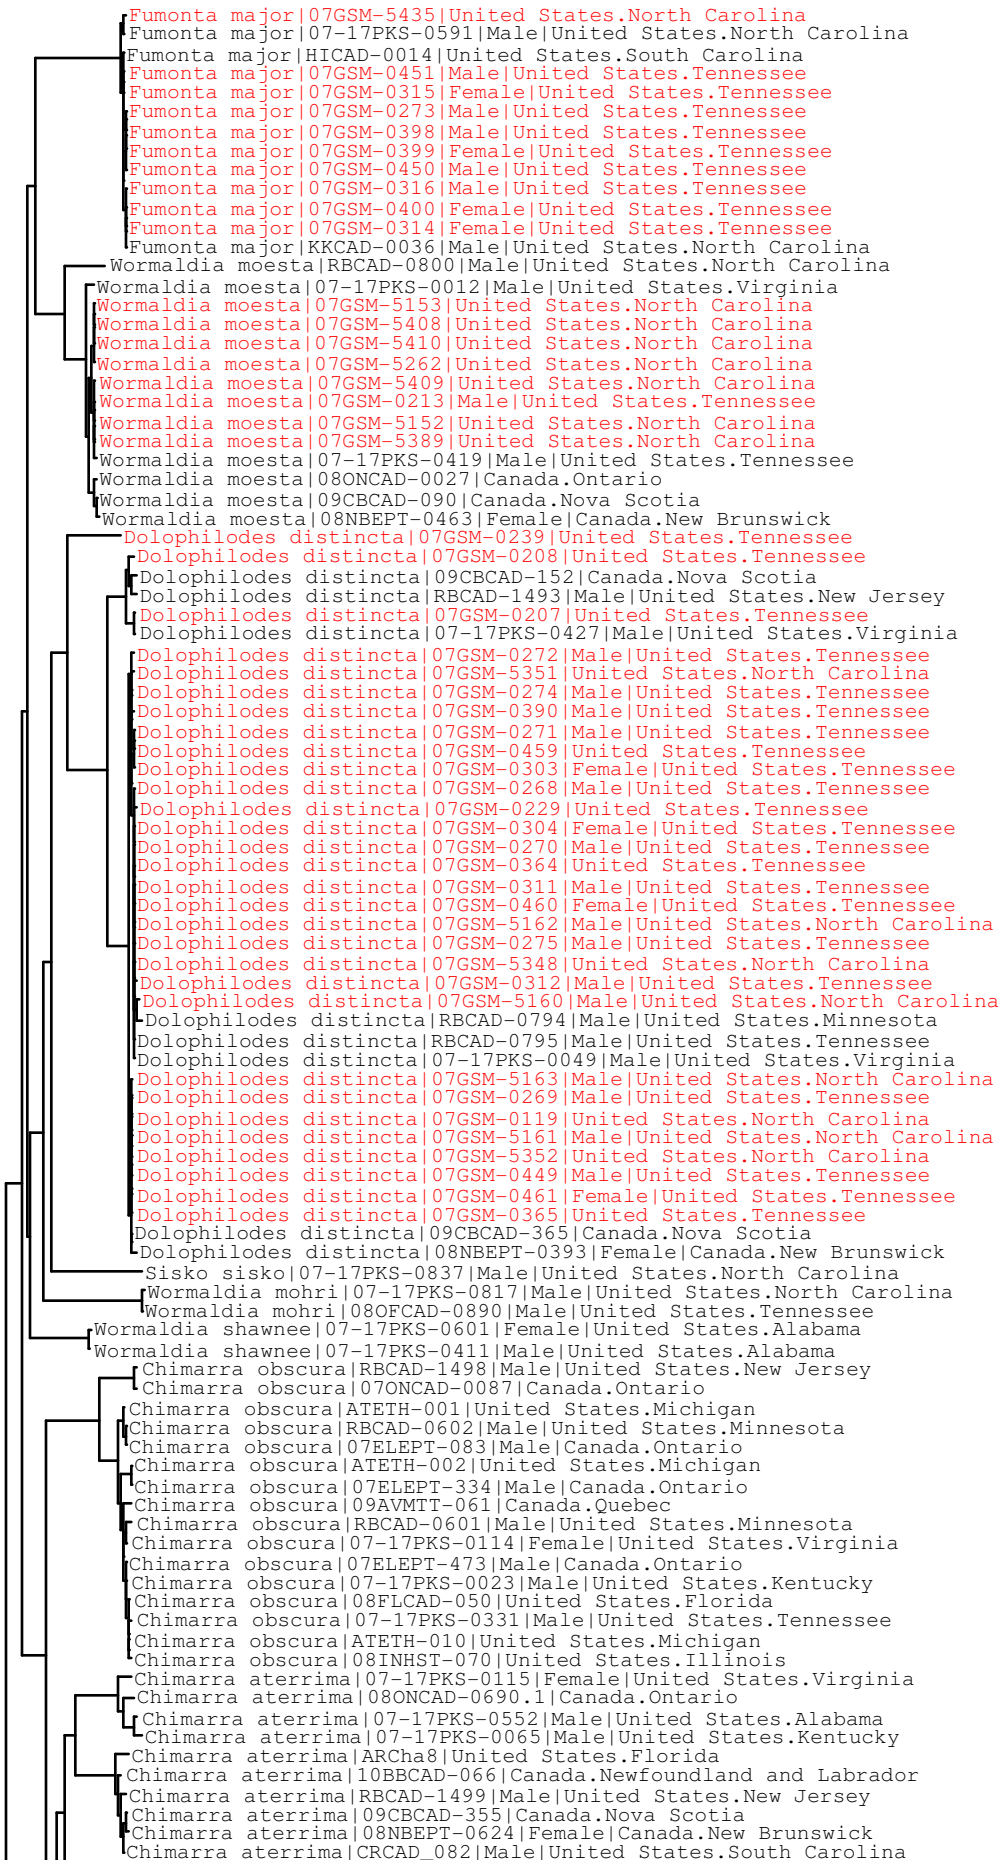 Fumonta major|07GSM-5435|United States.North Carolina
Fumonta major|07-17PKS-0591|Male|United States.North Carolina
Fumonta major|HICAD-0014|United States.South Carolina
Fumonta major|07GSM-0451|Male|United States.Tennessee
Fumonta major|07GSM-0315|Female|United States.Tennessee
Fumonta major|07GSM-0273|Male|United States.Tennessee
Fumonta major|07GSM-0398|Male|United States.Tennessee
Fumonta major|07GSM-0399|Female|United States.Tennessee
Fumonta major|07GSM-0450|Male|United States.Tennessee
Fumonta major|07GSM-0316|Male|United States.Tennessee
Fumonta major|07GSM-0400|Female|United States.Tennessee
Fumonta major|07GSM-0314|Female|United States.Tennessee
Fumonta major|KKCAD-0036|Male|United States.North Carolina
Wormaldia moesta|RBCAD-0800|Male|United States.North Carolina
Wormaldia moesta|07-17PKS-0012|Male|United States.Virginia
Wormaldia moesta|07GSM-5153|United States.North Carolina
Wormaldia moesta|07GSM-5408|United States.North Carolina
Wormaldia moesta|07GSM-5410|United States.North Carolina
Wormaldia moesta|07GSM-5262|United States.North Carolina
Wormaldia moesta|07GSM-5409|United States.North Carolina
Wormaldia moesta|07GSM-0213|Male|United States.Tennessee
Wormaldia moesta|07GSM-5152|United States.North Carolina
Wormaldia moesta|07GSM-5389|United States.North Carolina
Wormaldia moesta|07-17PKS-0419|Male|United States.Tennessee
Wormaldia moesta|08ONCAD-0027|Canada.Ontario
Wormaldia moesta|09CBCAD-090|Canada.Nova Scotia
Wormaldia moesta|08NBEPT-0463|Female|Canada.New Brunswick
Dolophilodes distincta|07GSM-0239|United States.Tennessee
Dolophilodes distincta|07GSM-0208|United States.Tennessee
Dolophilodes distincta|09CBCAD-152|Canada.Nova Scotia
Dolophilodes distincta|RBCAD-1493|Male|United States.New Jersey
Dolophilodes distincta|07GSM-0207|United States.Tennessee
Dolophilodes distincta|07-17PKS-0427|Male|United States.Virginia
Dolophilodes distincta|07GSM-0272|Male|United States.Tennessee
Dolophilodes distincta|07GSM-5351|United States.North Carolina
Dolophilodes distincta|07GSM-0274|Male|United States.Tennessee
Dolophilodes distincta|07GSM-0390|Male|United States.Tennessee
Dolophilodes distincta|07GSM-0271|Male|United States.Tennessee
Dolophilodes distincta|07GSM-0459|United States.Tennessee
Dolophilodes distincta|07GSM-0303|Female|United States.Tennessee
Dolophilodes distincta|07GSM-0268|Male|United States.Tennessee
Dolophilodes distincta|07GSM-0229|United States.Tennessee
Dolophilodes distincta|07GSM-0304|Female|United States.Tennessee
Dolophilodes distincta|07GSM-0270|Male|United States.Tennessee
Dolophilodes distincta|07GSM-0364|United States.Tennessee
Dolophilodes distincta|07GSM-0311|Male|United States.Tennessee
Dolophilodes distincta|07GSM-0460|Female|United States.Tennessee
Dolophilodes distincta|07GSM-5162|Male|United States.North Carolina
Dolophilodes distincta|07GSM-0275|Male|United States.Tennessee
Dolophilodes distincta|07GSM-5348|United States.North Carolina
Dolophilodes distincta|07GSM-0312|Male|United States.Tennessee
Dolophilodes distincta|07GSM-5160|Male|United States.North Carolina
Dolophilodes distincta|RBCAD-0794|Male|United States.Minnesota
Dolophilodes distincta|RBCAD-0795|Male|United States.Tennessee
Dolophilodes distincta|07-17PKS-0049|Male|United States.Virginia
Dolophilodes distincta|07GSM-5163|Male|United States.North Carolina
Dolophilodes distincta|07GSM-0269|Male|United States.Tennessee
Dolophilodes distincta|07GSM-0119|United States.North Carolina
Dolophilodes distincta|07GSM-5161|Male|United States.North Carolina
Dolophilodes distincta|07GSM-5352|United States.North Carolina
Dolophilodes distincta|07GSM-0449|Male|United States.Tennessee
Dolophilodes distincta|07GSM-0461|Female|United States.Tennessee
Dolophilodes distincta|07GSM-0365|United States.Tennessee
Dolophilodes distincta|09CBCAD-365|Canada.Nova Scotia
Dolophilodes distincta|08NBEPT-0393|Female|Canada.New Brunswick
Sisko sisko|07-17PKS-0837|Male|United States.North Carolina
Wormaldia mohri|07-17PKS-0817|Male|United States.North Carolina
Wormaldia mohri|08OFCAD-0890|Male|United States.Tennessee
Wormaldia shawnee|07-17PKS-0601|Female|United States.Alabama
Wormaldia shawnee|07-17PKS-0411|Male|United States.Alabama
Chimarra obscura|RBCAD-1498|Male|United States.New Jersey
Chimarra obscura|07ONCAD-0087|Canada.Ontario
Chimarra obscura|ATETH-001|United States.Michigan
Chimarra obscura|RBCAD-0602|Male|United States.Minnesota
Chimarra obscura|07ELEPT-083|Male|Canada.Ontario
Chimarra obscura|ATETH-002|United States.Michigan
Chimarra obscura|07ELEPT-334|Male|Canada.Ontario
Chimarra obscura|09AVMTT-061|Canada.Quebec
Chimarra obscura|RBCAD-0601|Male|United States.Minnesota
Chimarra obscura|07-17PKS-0114|Female|United States.Virginia
Chimarra obscura|07ELEPT-473|Male|Canada.Ontario
Chimarra obscura|07-17PKS-0023|Male|United States.Kentucky
Chimarra obscura|08FLCAD-050|United States.Florida
Chimarra obscura|07-17PKS-0331|Male|United States.Tennessee
Chimarra obscura|ATETH-010|United States.Michigan
Chimarra obscura|08INHST-070|United States.Illinois
Chimarra aterrima|07-17PKS-0115|Female|United States.Virginia
Chimarra aterrima|08ONCAD-0690.1|Canada.Ontario
Chimarra aterrima|07-17PKS-0552|Male|United States.Alabama
Chimarra aterrima|07-17PKS-0065|Male|United States.Kentucky
Chimarra aterrima|ARCha8|United States.Florida
Chimarra aterrima|10BBCAD-066|Canada.Newfoundland and Labrador
Chimarra aterrima|RBCAD-1499|Male|United States.New Jersey
Chimarra aterrima|09CBCAD-355|Canada.Nova Scotia
Chimarra aterrima|08NBEPT-0624|Female|Canada.New Brunswick
Chimarra aterrima|CRCAD_082|Male|United States.South Carolina